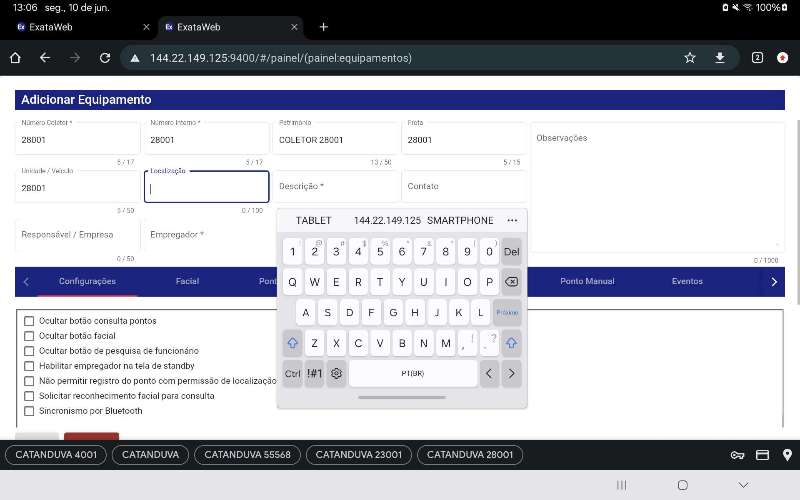 13:06 seg., 10 de jun. 100%
ExataWeb ExataWeb
144.22.149.125:9400/#/painel/(painel:equipamentos) 2
Adicionar Equipamento
Número Coletor * Número Interno * Patrimônio Frota
28001 28001 COLETOR 28001 28001 Observações
5 / 17 5 / 17 13 / 50 5 / 15
Unidade / Veículo Localização
28001 Descrição * Contato
5 / 50 0 / 100
Responsável / Empresa Empregador *
0 / 50 0 / 1000
TABLET 144.22.149.125 SMARTPHONE ···
1 2 3 4 5 6 7 8 9 0 Del
Q W E R T Y U I O P
A S D F G H J K L Próximo
Z X C V B N M , ! . ?
Ctrl !#1 PT(BR)
Configurações Facial Pont Ponto Manual Eventos
Ocultar botão consulta pontos
Ocultar botão facial
Ocultar botão de pesquisa de funcionário
Habilitar empregador na tela de standby
Não permitir registro do ponto com permissão de localização
Solicitar reconhecimento facial para consulta
Sincronismo por Bluetooth
CATANDUVA 4001 CATANDUVA CATANDUVA 55568 CATANDUVA 23001 CATANDUVA 28001